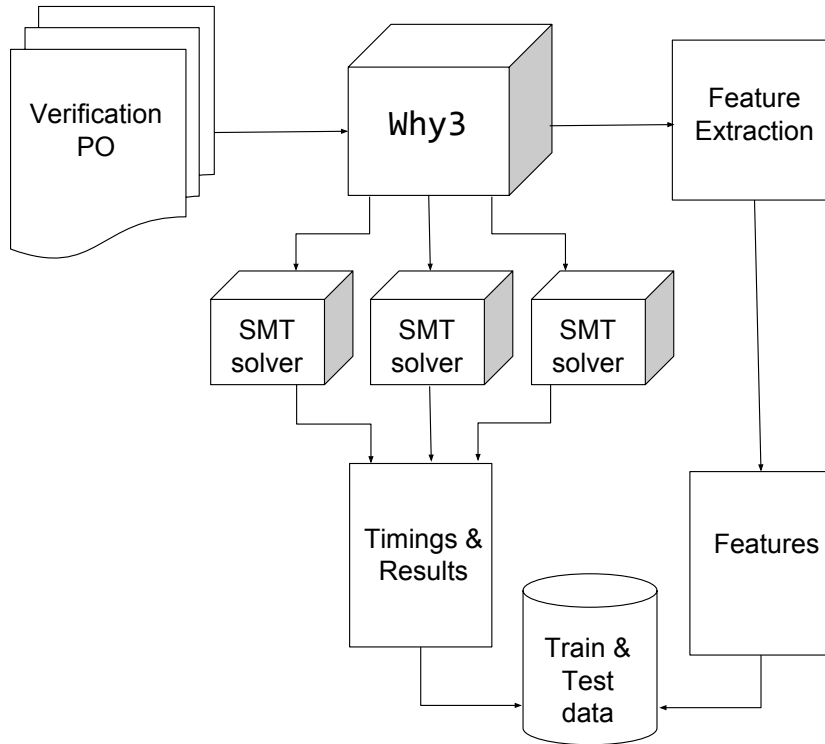 Verification
PO
Why3
Feature
Extraction
SMT
solver
SMT
solver
SMT
solver
Timings &
Results
Features
Train &
Test
data